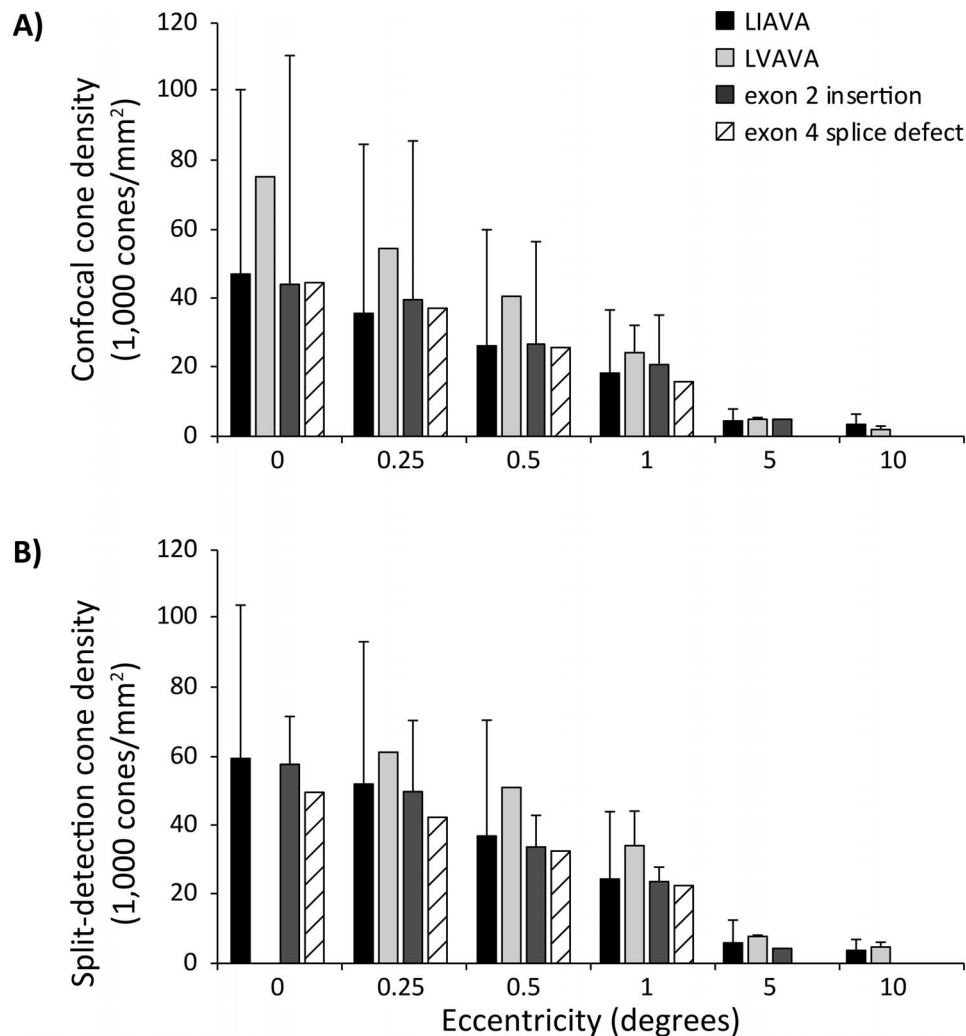 A)
Confocal cone density
(1,000 cones/mm²)
120
100
80
60
40
20
0
LIAVA
LVAVA
exon 2 insertion
exon 4 splice defect
0 0.25 0.5 1 5 10
B)
Split-detection cone density
(1,000 cones/mm²)
120
100
80
60
40
20
0
0 0.25 0.5 1 5 10
Eccentricity (degrees)